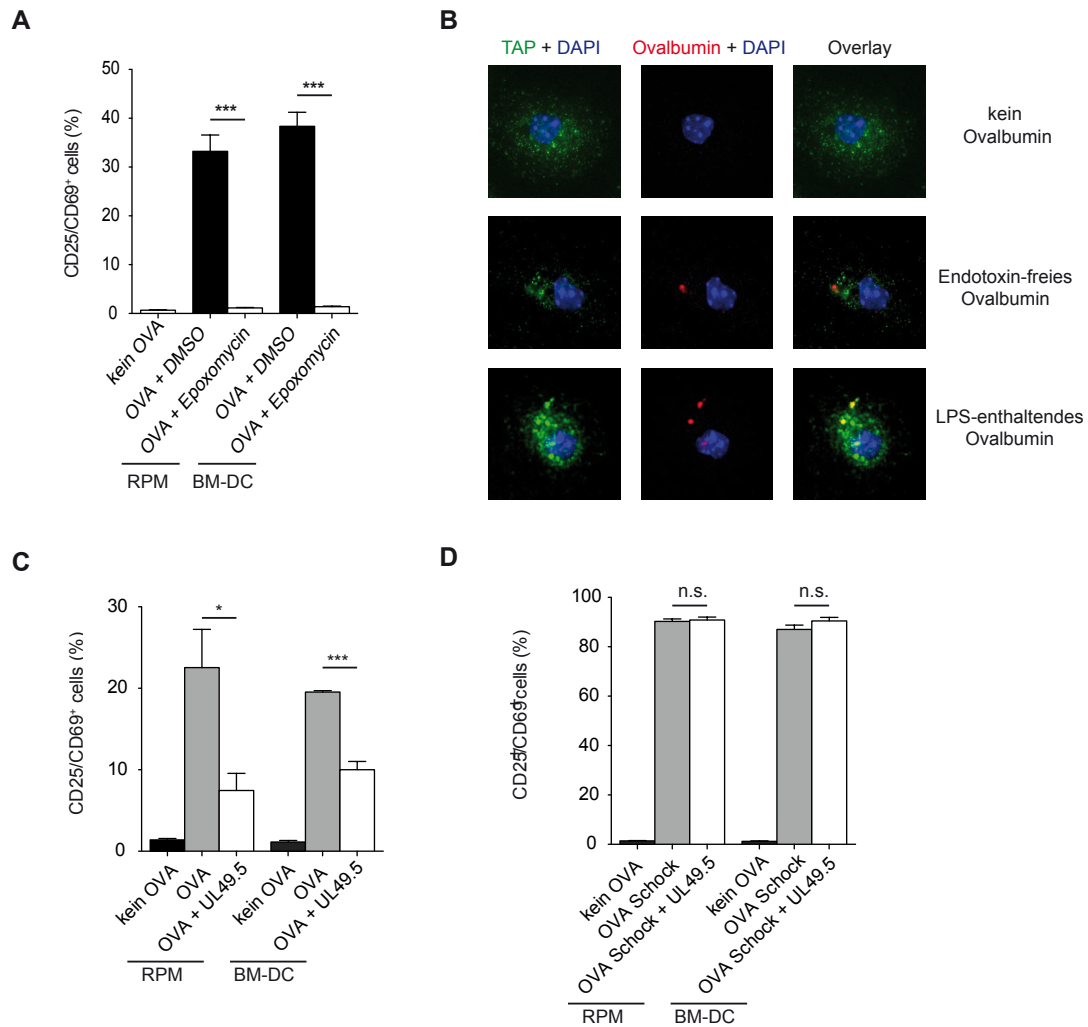 A
CD25/CD69+ cells (%)
50
40
30
20
10
0
***
***
kein OVA
OVA + DMSO
OVA + Epoxomycin
OVA + DMSO
OVA + Epoxomycin
RPM
BM-DC
B
TAP + DAPI
Ovalbumin + DAPI
Overlay
kein
Ovalbumin
Endotoxin-freies
Ovalbumin
LPS-enthaltendes
Ovalbumin
C
CD25/CD69+ cells (%)
30
20
10
0
*
***
kein OVA
OVA
OVA + UL49.5
kein OVA
OVA
OVA + UL49.5
RPM
BM-DC
D
CD25/CD69+ cells (%)
100
80
60
40
20
0
n.s.
n.s.
kein OVA
OVA Schock
OVA Schock + UL49.5
kein OVA
OVA Schock
OVA Schock + UL49.5
RPM
BM-DC